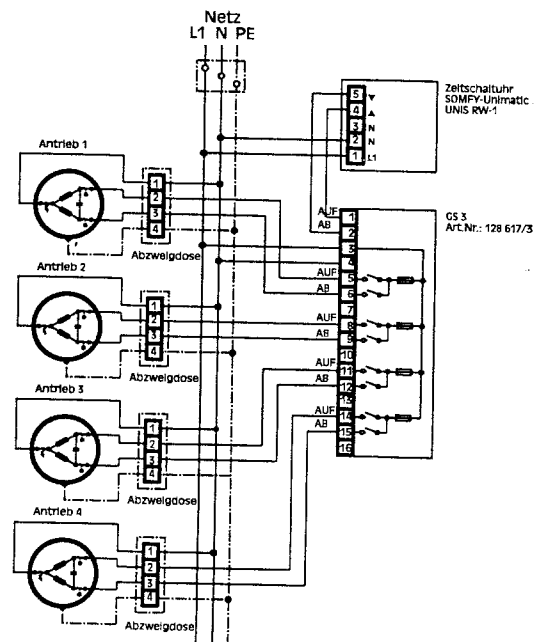 Netz
L1 N PE
Zeitschaltuhr
SOMFY-Unimatic
UNIS RW-1
5
4
3 N
2 N
1 L1
Antrieb 1
1
2
3
4
Abzweigdose
GS 3
Art.Nr.: 128 617/3
AUF 1
AB 2
3
4
AUF 5
AB 6
7
AUF 8
AB 9
10
AUF 11
AB 12
13
AUF 14
AB 15
16
Antrieb 2
1
2
3
4
Abzweigdose
Antrieb 3
1
2
3
4
Abzweigdose
Antrieb 4
1
2
3
4
Abzweigdose